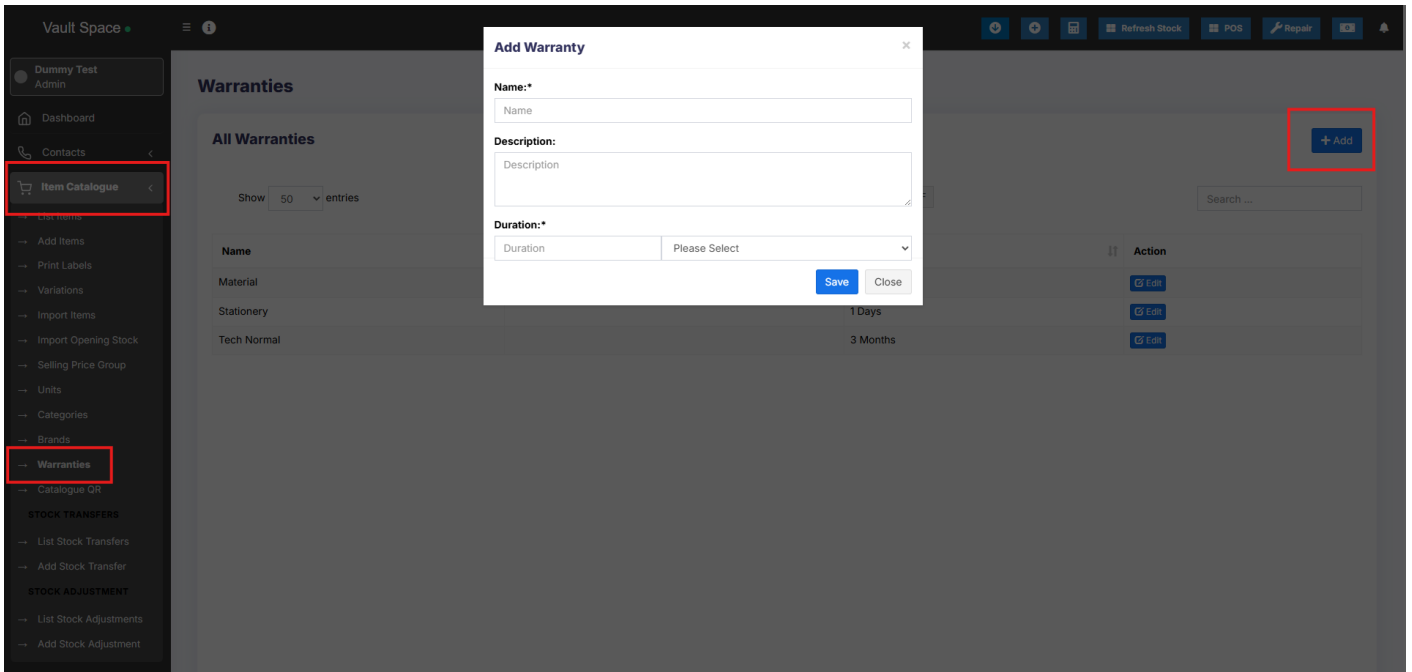 Vault Space
Refresh Stock
POS
Repair
Dummy Test
Admin
Dashboard
Contacts
Item Catalogue
List Items
Add Items
Print Labels
Variations
Import Items
Import Opening Stock
Selling Price Group
Units
Categories
Brands
Warranties
Catalogue QR
STOCK TRANSFERS
List Stock Transfers
Add Stock Transfer
STOCK ADJUSTMENT
List Stock Adjustments
Add Stock Adjustment
Warranties
All Warranties
+ Add
Show 50 entries
Search ...
Name Action
Material Edit
Stationery 1 Days Edit
Tech Normal 3 Months Edit
Add Warranty ×
Name:*
Name
Description:
Description
Duration:*
Duration Please Select
Save Close